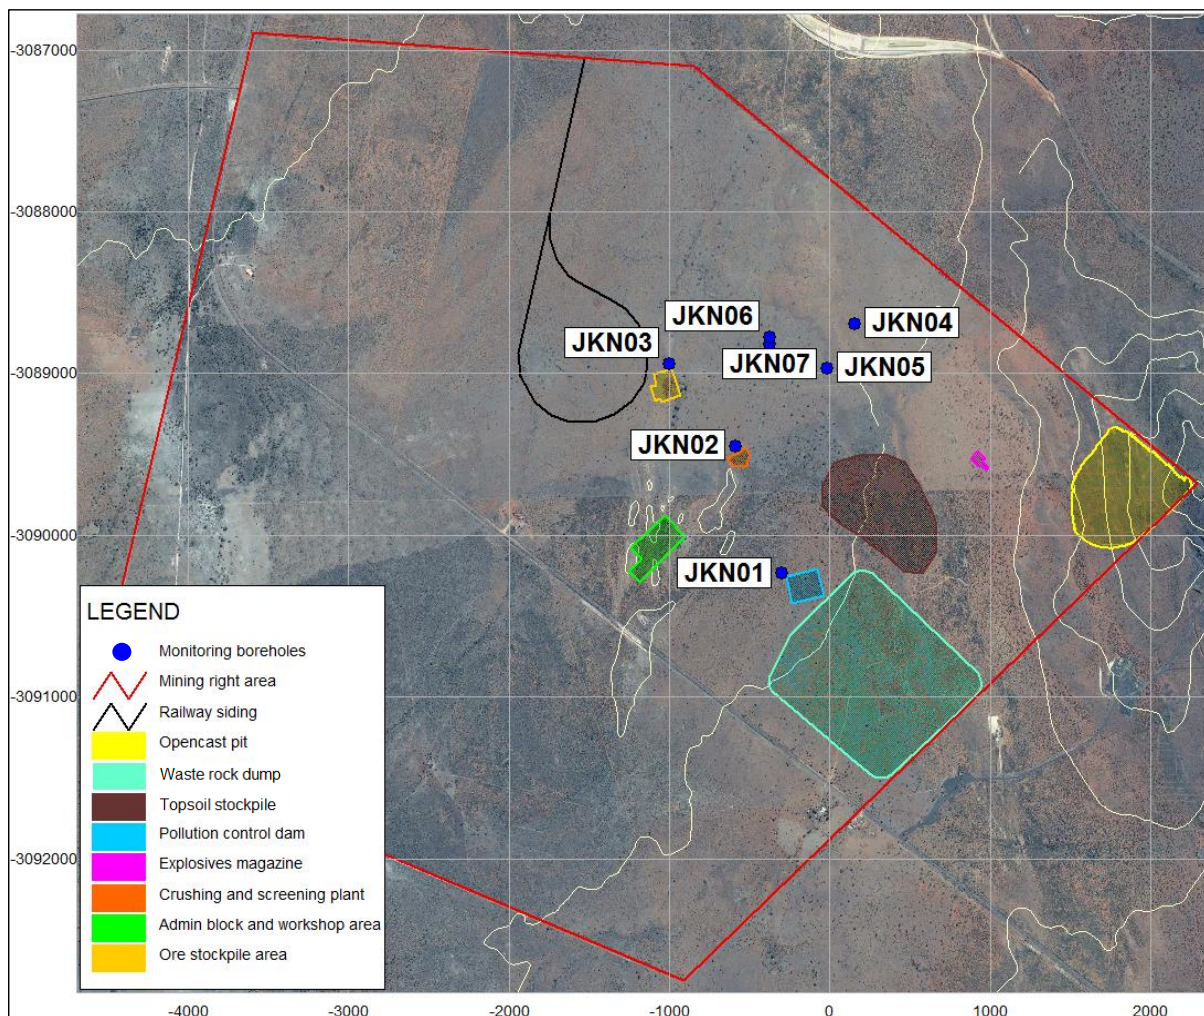 -3087000
-3088000
JKN06
JKN04
JKN03
JKN07
JKN05
-3089000
JKN02
-3090000
JKN01
LEGEND
Monitoring boreholes
Mining right area
Railway siding
Opencast pit
Waste rock dump
Topsoil stockpile
Pollution control dam
Explosives magazine
Crushing and screening plant
Admin block and workshop area
Ore stockpile area
-3091000
-3092000
-4000 -3000 -2000 -1000 0 1000 2000